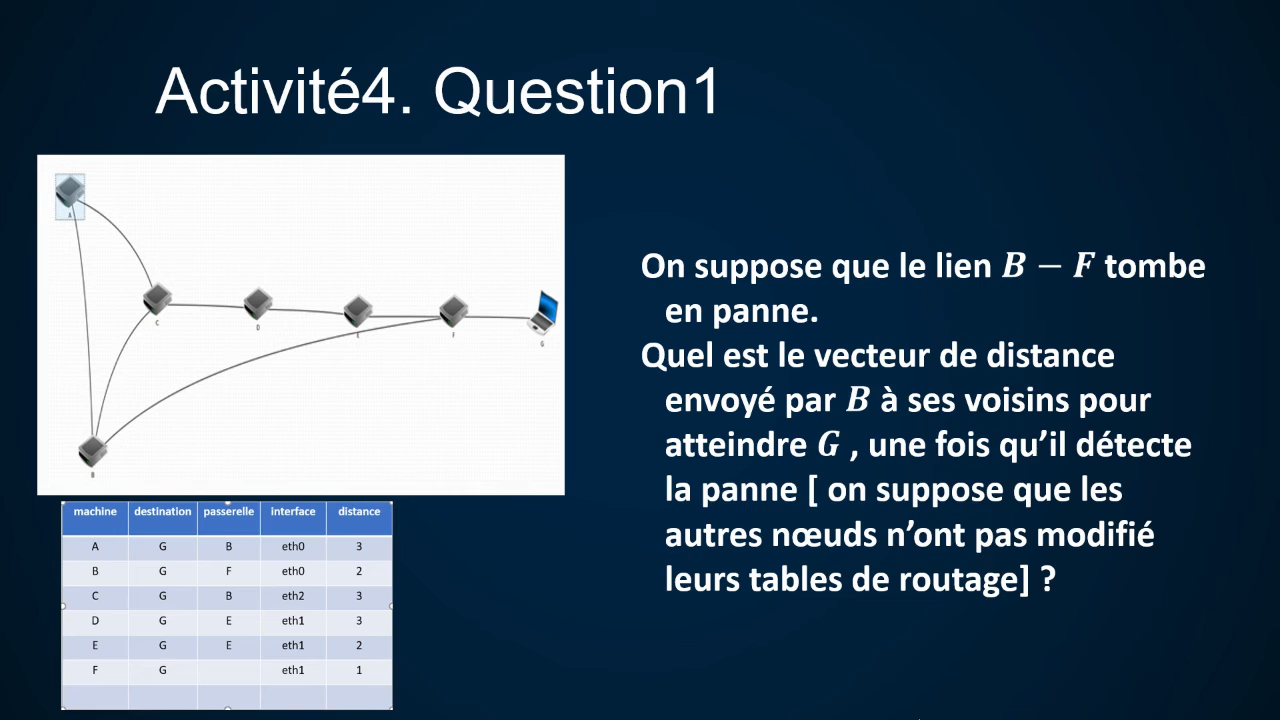 Activité4. Question1
A
C
D
E
F
G
B
On suppose que le lien B − F tombe
en panne.
Quel est le vecteur de distance
envoyé par B à ses voisins pour
atteindre G , une fois qu’il détecte
la panne [ on suppose que les
autres nœuds n’ont pas modifié
leurs tables de routage] ?
machine destination passerelle interface distance
A G B eth0 3
B G F eth0 2
C G B eth2 3
D G E eth1 3
E G E eth1 2
F G eth1 1